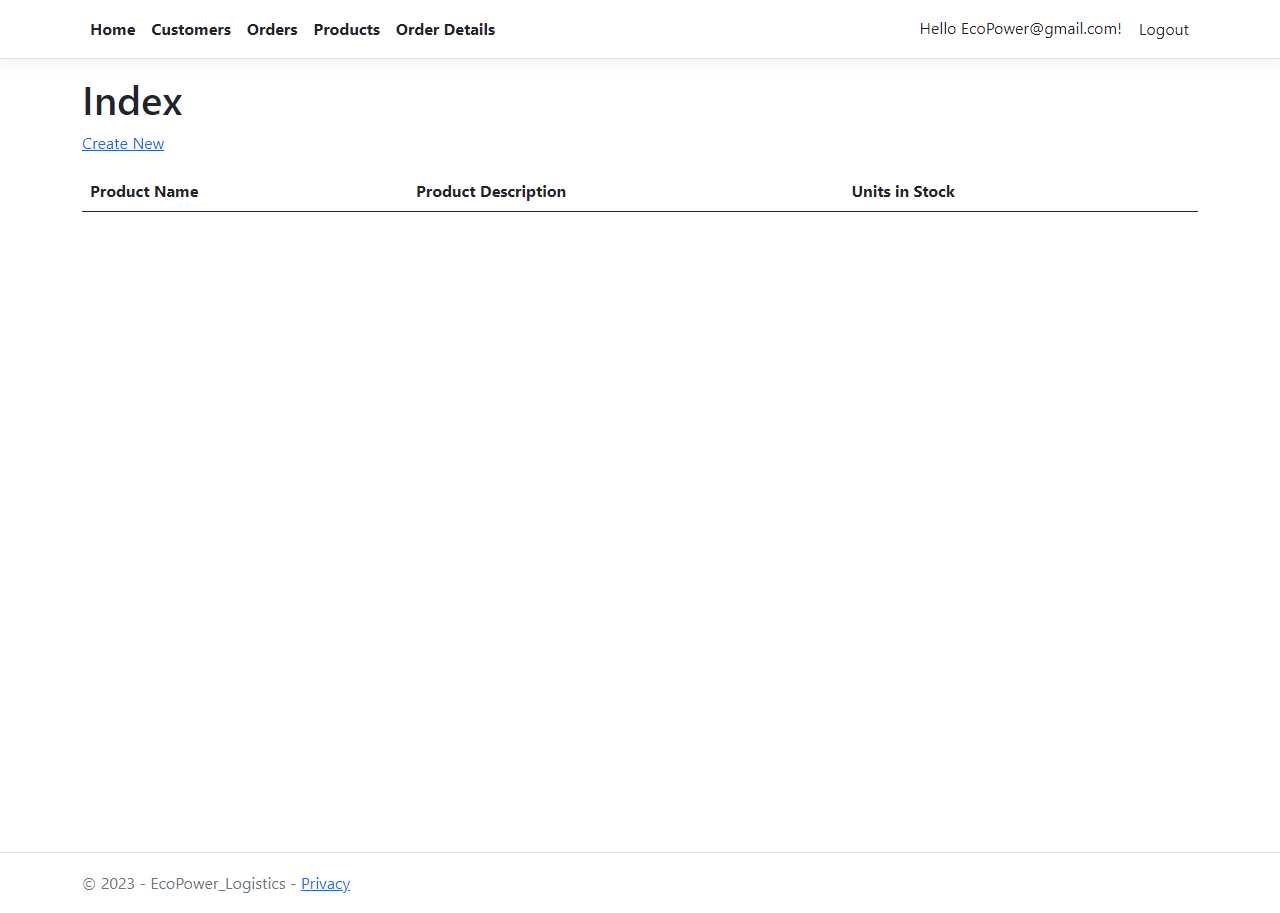 Home Customers Orders Products Order Details Hello EcoPower@gmail.com! Logout
Index
Create New
Product Name Product Description Units in Stock
© 2023 - EcoPower_Logistics - Privacy